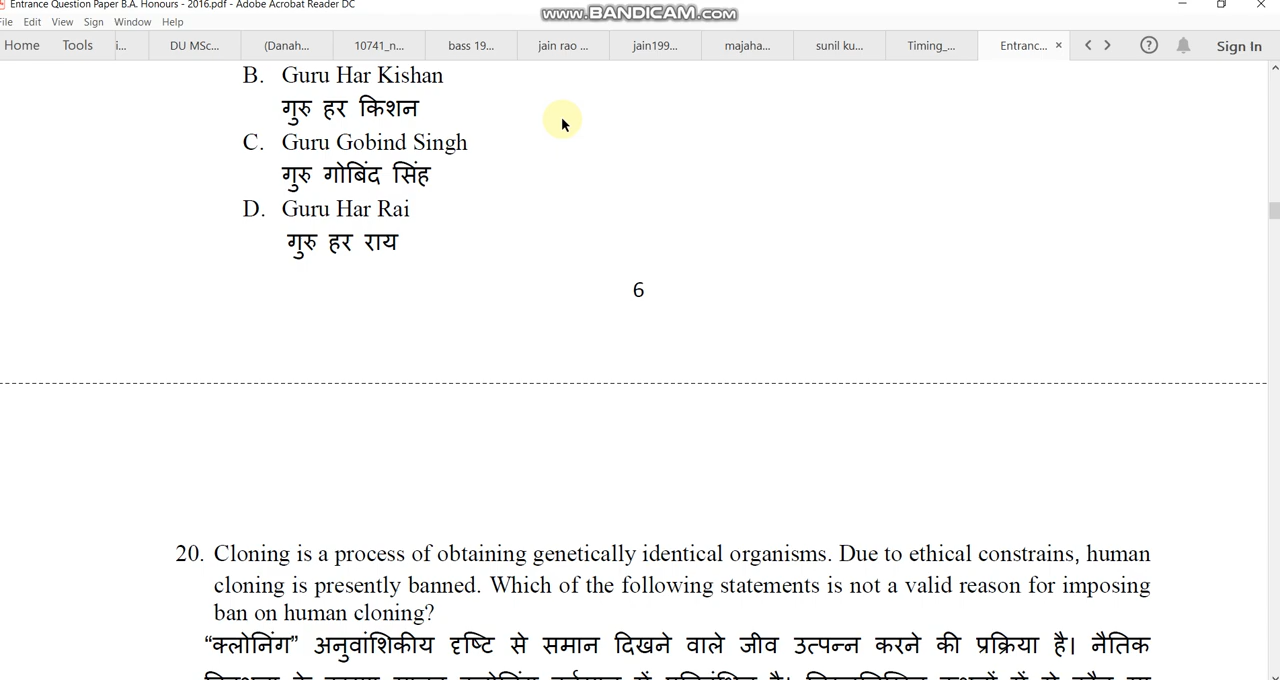 Entrance Question Paper B.A. Honours - 2016.pdf - Adobe Acrobat Reader DC
www.BANDICAM.com
File Edit View Sign Window Help
Home Tools i... DU MSc... (Danah... 10741_n... bass 19... jain rao ... jain199... majaha... sunil ku... Timing_... Entranc... × Sign In
B. Guru Har Kishan
गुरु हर किशन
C. Guru Gobind Singh
गुरु गोबिंद सिंह
D. Guru Har Rai
गुरु हर राय
6
20. Cloning is a process of obtaining genetically identical organisms. Due to ethical constrains, human
cloning is presently banned. Which of the following statements is not a valid reason for imposing
ban on human cloning?
“क्लोनिंग” अनुवांशिकीय दृष्टि से समान दिखने वाले जीव उत्पन्न करने की प्रक्रिया है। नैतिक